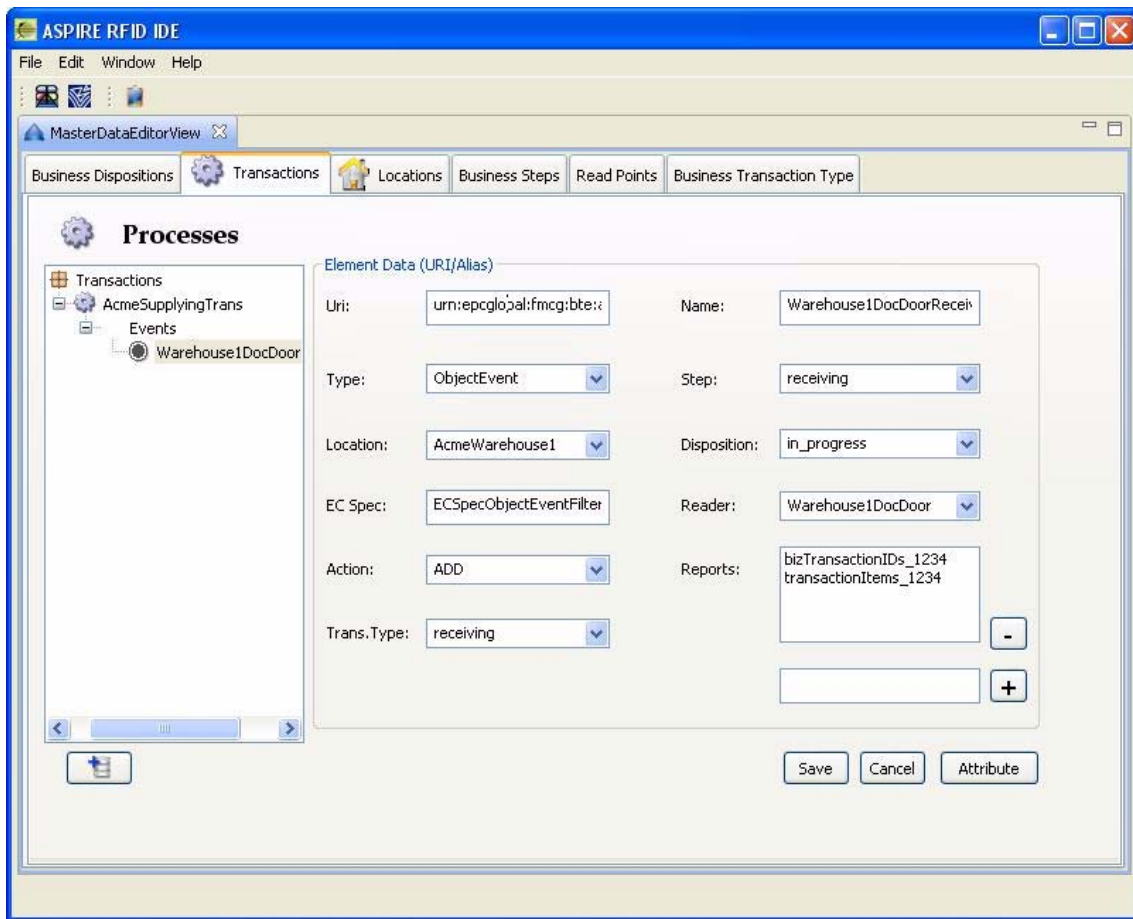 ASPIRE RFID IDE
File Edit Window Help
MasterDataEditorView
Business Dispositions Transactions Locations Business Steps Read Points Business Transaction Type
Processes
Transactions
AcmeSupplyingTrans
Events
Warehouse1DocDoor
Element Data (URI/Alias)
Uri: urn:epcglobal:fmcg:bte:a Name: Warehouse1DocDoorReceiv
Type: ObjectEvent Step: receiving
Location: AcmeWarehouse1 Disposition: in_progress
EC Spec: ECSpecObjectEventFilter Reader: Warehouse1DocDoor
Action: ADD Reports: bizTransactionIDs_1234
transactionItems_1234
Trans.Type: receiving
-
+
Save Cancel Attribute